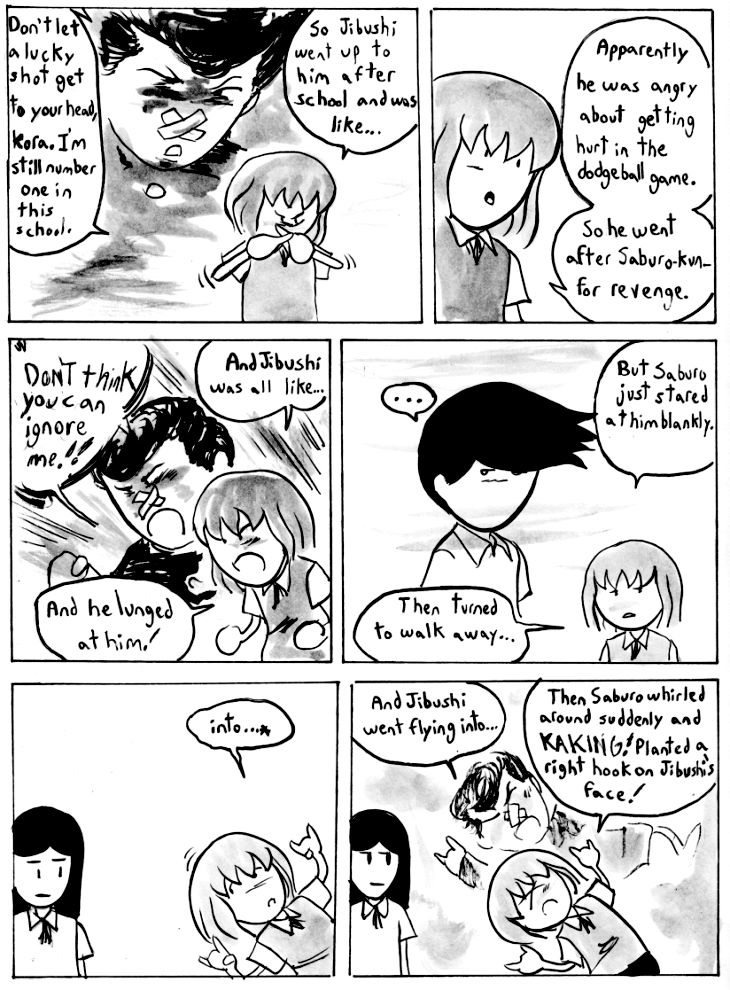 Apparently
he was angry
about getting
hurt in the
dodgeball game.
So he went
after Saburo-kun-
for revenge.
So Jibushi
went up to
him after
school and was
like...
Don't let
a lucky
shot get
to your head,
Kora. I'm
still number
one in
this
school.
But Saburo
just stared
at him blankly.
...
Then turned
to walk away...
And Jibushi
was all like...
DON'T think
you can
ignore
me!!
And he lunged
at him!
Then Saburo whirled
around suddenly and
KAKING! Planted a
right hook on Jibushi's
face!
And Jibushi
went flying into...
into...*